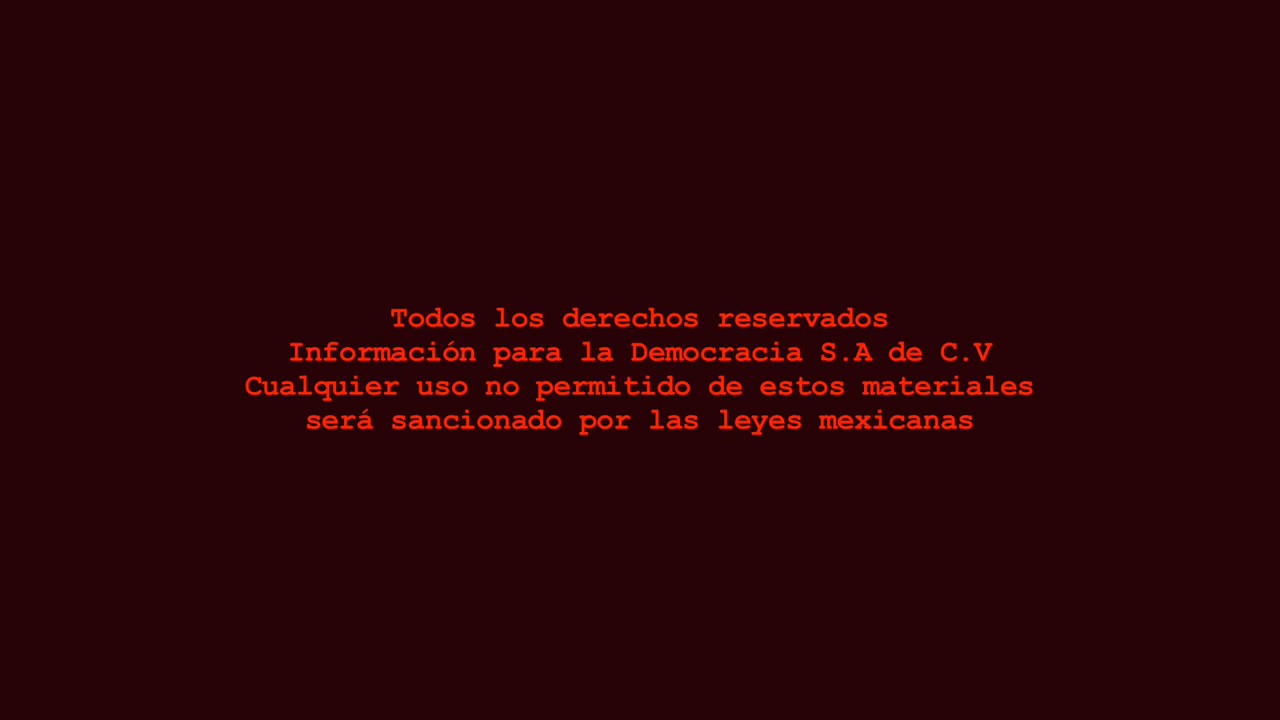 Todos los derechos reservados
Información para la Democracia S.A de C.V
Cualquier uso no permitido de estos materiales
será sancionado por las leyes mexicanas